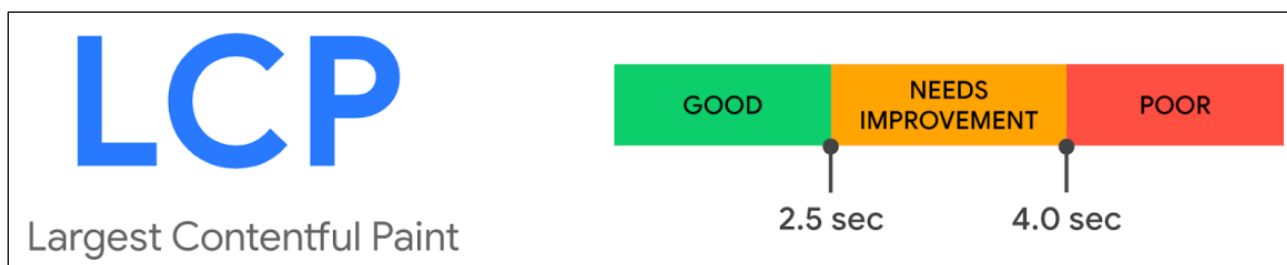 LCP
Largest Contentful Paint
GOOD
NEEDS
IMPROVEMENT
POOR
2.5 sec
4.0 sec